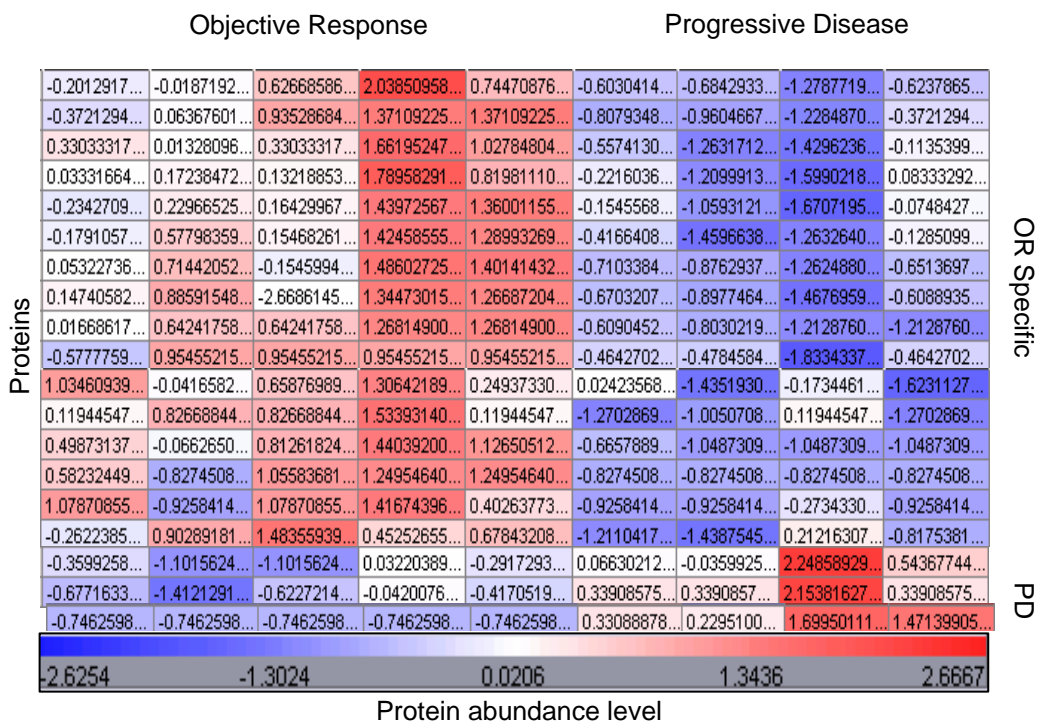 Objective Response Progressive Disease
-0.2012917... -0.0187192... 0.62668586... 2.03850958... 0.74470876... -0.6030414... -0.6842933... -1.2787719... -0.6237865...
-0.3721294... 0.06367601... 0.93528684... 1.37109225... 1.37109225... -0.8079348... -0.9604667... -1.2284870... -0.3721294...
0.33033317... 0.01328096... 0.33033317... 1.66195247... 1.02784804... -0.5574130... -1.2631712... -1.4296236... -0.1135399...
0.03331664... 0.17238472... 0.13218853... 1.78958291... 0.81981110... -0.2216036... -1.2099913... -1.5990218... 0.08333292...
-0.2342709... 0.22966525... 0.16429967... 1.43972567... 1.36001155... -0.1545568... -1.0593121... -1.6707195... -0.0748427...
-0.1791057... 0.57798359... 0.15468261... 1.42458555... 1.28993269... -0.4166408... -1.4596638... -1.2632640... -0.1285099...
0.05322736... 0.71442052... -0.1545994... 1.48602725... 1.40141432... -0.7103384... -0.8762937... -1.2624880... -0.6513697...
0.14740582... 0.88591548... -2.6686145... 1.34473015... 1.26687204... -0.6703207... -0.8977464... -1.4676959... -0.6088935...
0.01668617... 0.64241758... 0.64241758... 1.26814900... 1.26814900... -0.6090452... -0.8030219... -1.2128760... -1.2128760...
-0.5777759... 0.95455215... 0.95455215... 0.95455215... 0.95455215... -0.4642702... -0.4784584... -1.8334337... -0.4642702...
1.03460939... -0.0416582... 0.65876989... 1.30642189... 0.24937330... 0.02423568... -1.4351930... -0.1734461... -1.6231127...
0.11944547... 0.82668844... 0.82668844... 1.53393140... 0.11944547... -1.2702869... -1.0050708... 0.11944547... -1.2702869...
0.49873137... -0.0662650... 0.81261824... 1.44039200... 1.12650512... -0.6657889... -1.0487309... -1.0487309... -1.0487309...
0.58232449... -0.8274508... 1.05583681... 1.24954640... 1.24954640... -0.8274508... -0.8274508... -0.8274508... -0.8274508...
1.07870855... -0.9258414... 1.07870855... 1.41674396... 0.40263773... -0.9258414... -0.9258414... -0.2734330... -0.9258414...
-0.2622385... 0.90289181... 1.48355939... 0.45252655... 0.67843208... -1.2110417... -1.4387545... 0.21216307... -0.8175381...
-0.3599258... -1.1015624... -1.1015624... 0.03220389... -0.2917293... 0.06630212... -0.0359925... 2.24858929... 0.54367744...
-0.6771633... -1.4121291... -0.6227214... -0.0420076... -0.4170519... 0.33908575... 0.3390857... 2.15381627... 0.33908575...
-0.7462598... -0.7462598... -0.7462598... -0.7462598... -0.7462598... 0.33088878... 0.2295100... 1.69950111... 1.47139905...
Proteins
OR Specific
PD
-2.6254 -1.3024 0.0206 1.3436 2.6667
Protein abundance level